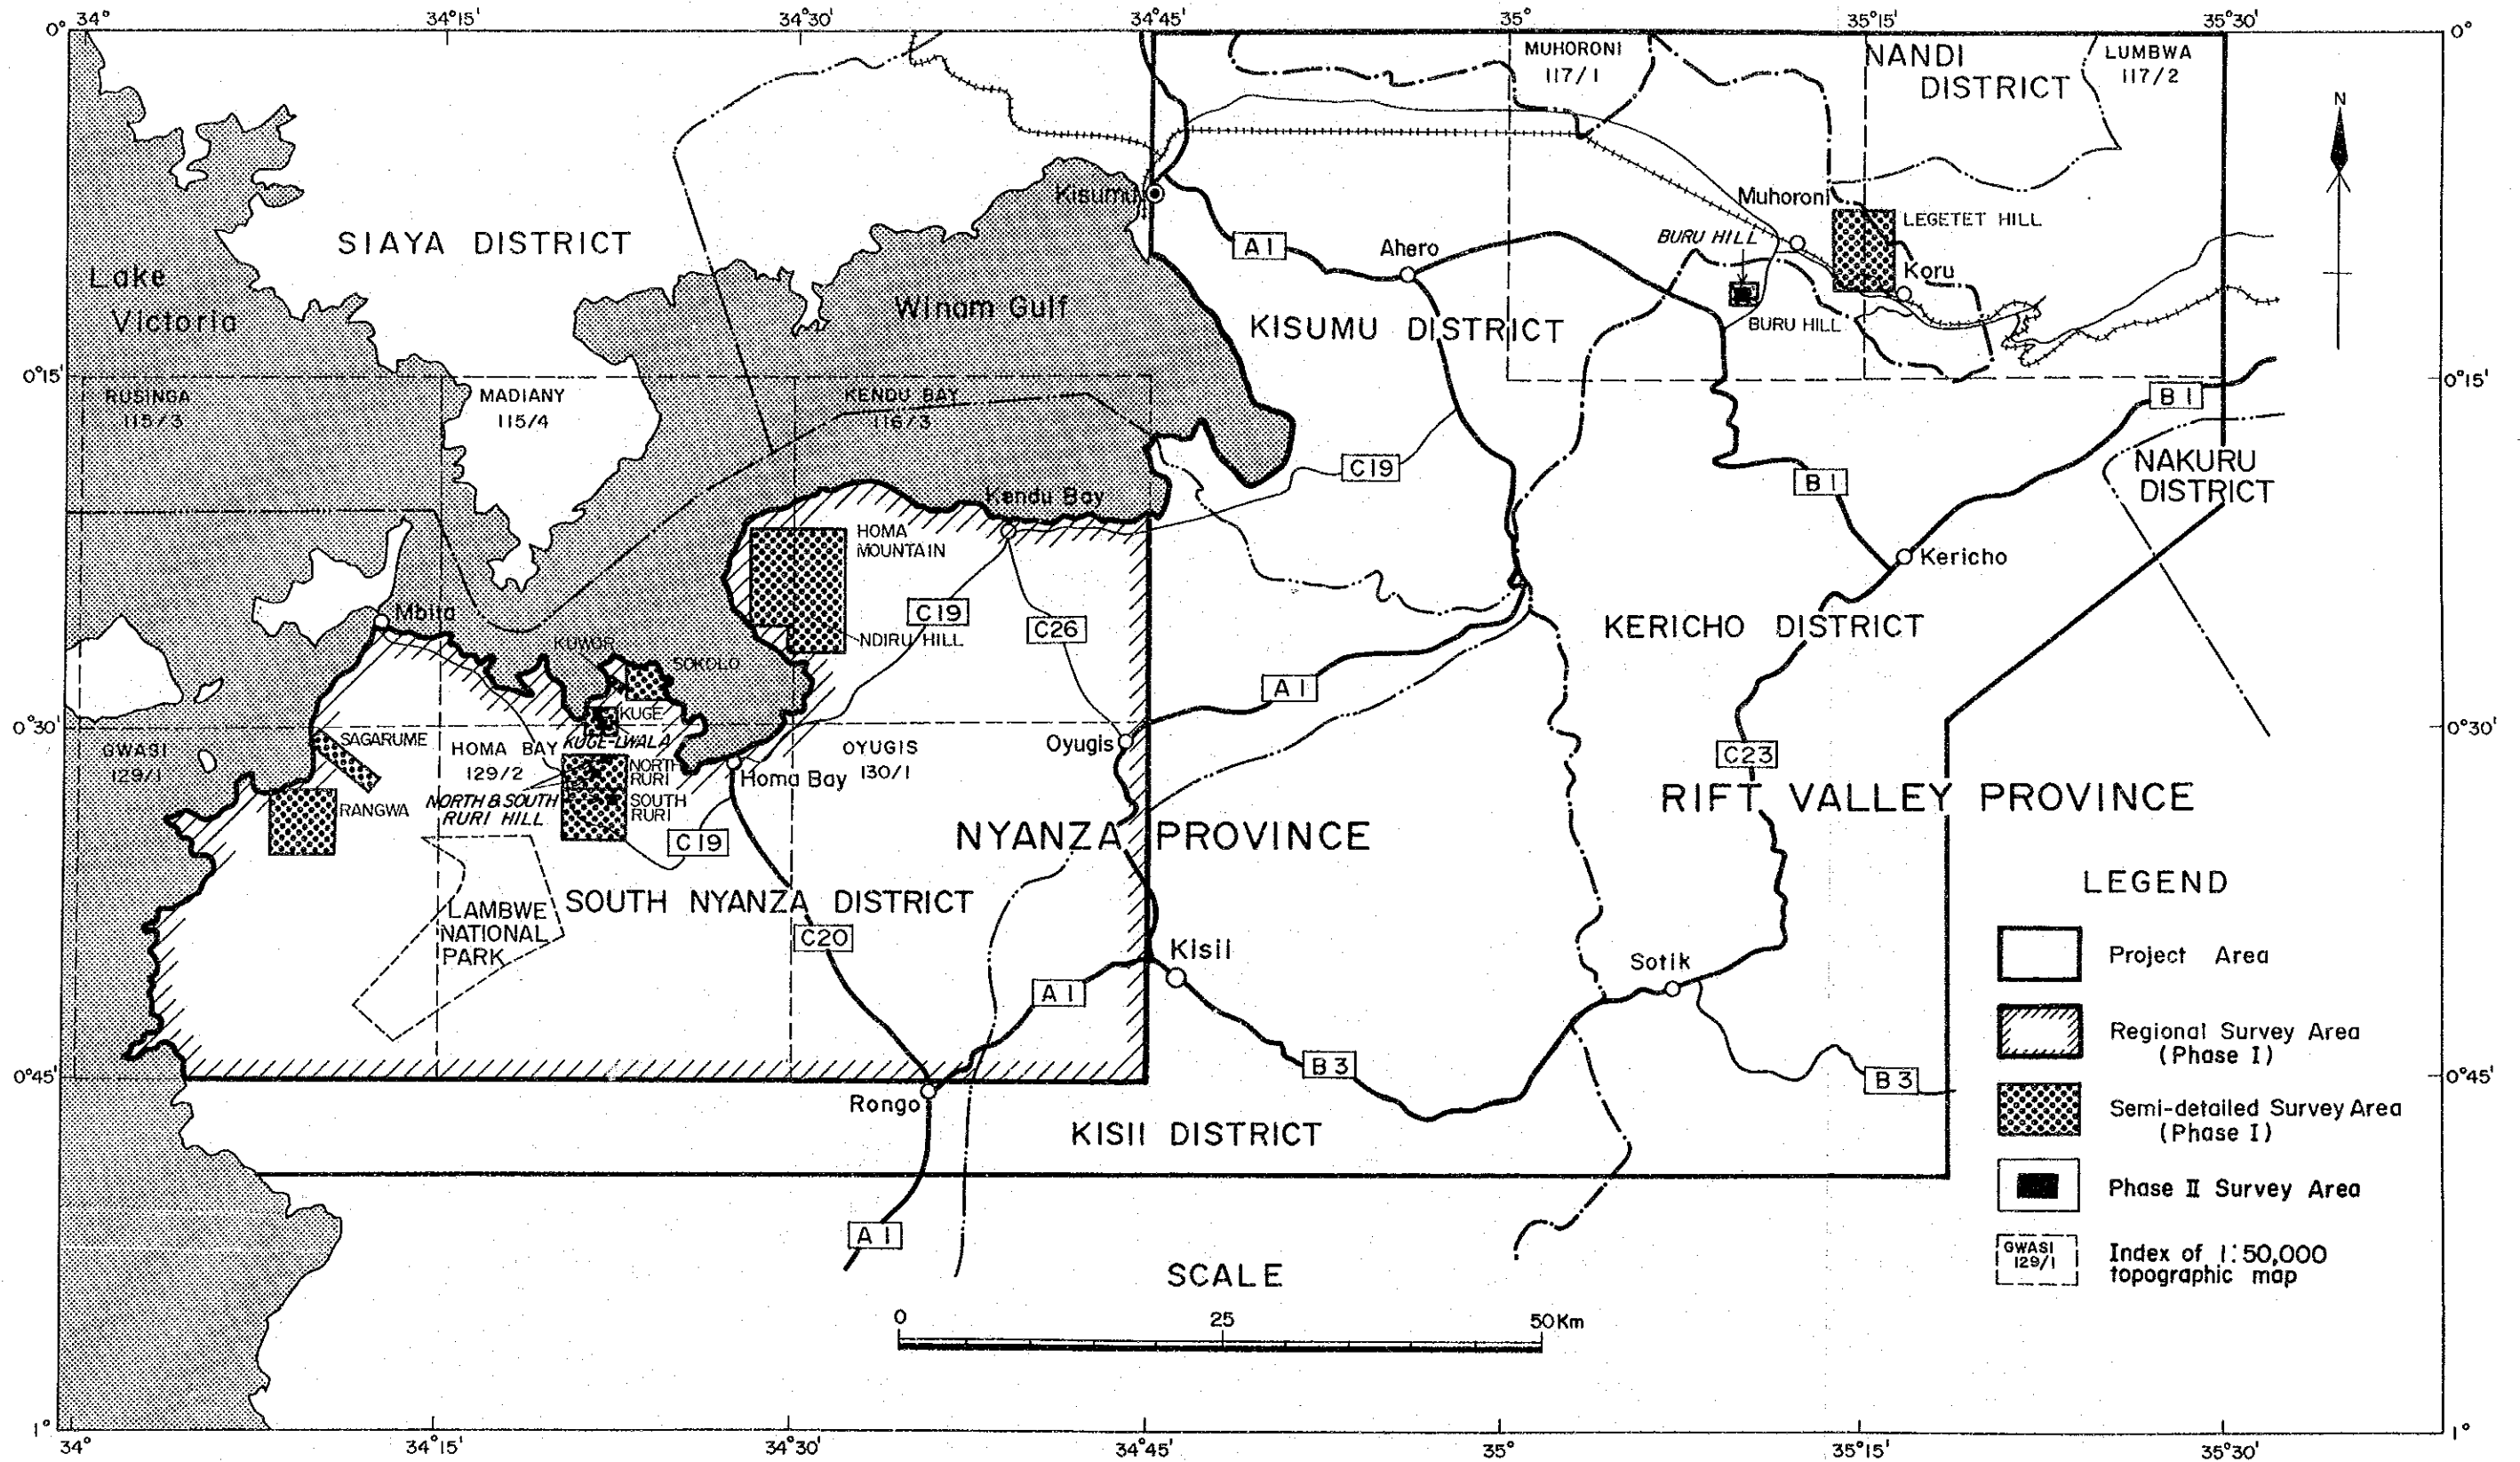 34°
34°15'
34°30'
34°45'
35°
35°15'
35°30'
0°
0°
MUHORONI
117/1
NANDI
DISTRICT
LUMBWA
117/2
N
Kisumu
Muhoroni
LEGETET HILL
SIAYA DISTRICT
A1
Ahero
BURU HILL
Koru
Lake
Victoria
Winam Gulf
KISUMU DISTRICT
BURU HILL
0°15'
0°15'
RUSINGA
115/3
MADIANY
115/4
KENDU BAY
116/3
B1
C19
B1
NAKURU
DISTRICT
Kendu Bay
HOMA
MOUNTAIN
Kericho
Mbita
C19
C26
KERICHO DISTRICT
KUWOR
NDIRU HILL
SOKOLO
A1
KUGE
0°30'
0°30'
SAGARUME
KUGE-LWALA
GWASI
129/1
HOMA BAY
129/2
OYUGIS
130/1
Oyugis
C23
NORTH
RURI
Homa Bay
RANGWA
NORTH & SOUTH
RURI HILL
SOUTH
RURI
C19
NYANZA PROVINCE
RIFT VALLEY PROVINCE
LEGEND
SOUTH NYANZA DISTRICT
LAMBWE
NATIONAL
PARK
C20
Kisii
Sotik
Project Area
A1
Regional Survey Area
(Phase I)
B3
B3
0°45'
0°45'
Rongo
KISII DISTRICT
Semi-detailed Survey Area
(Phase I)
Phase II Survey Area
A1
GWASI
129/1
Index of 1:50,000
topographic map
SCALE
0
25
50Km
1°
1°
34°
34°15'
34°30'
34°45'
35°
35°15'
35°30'